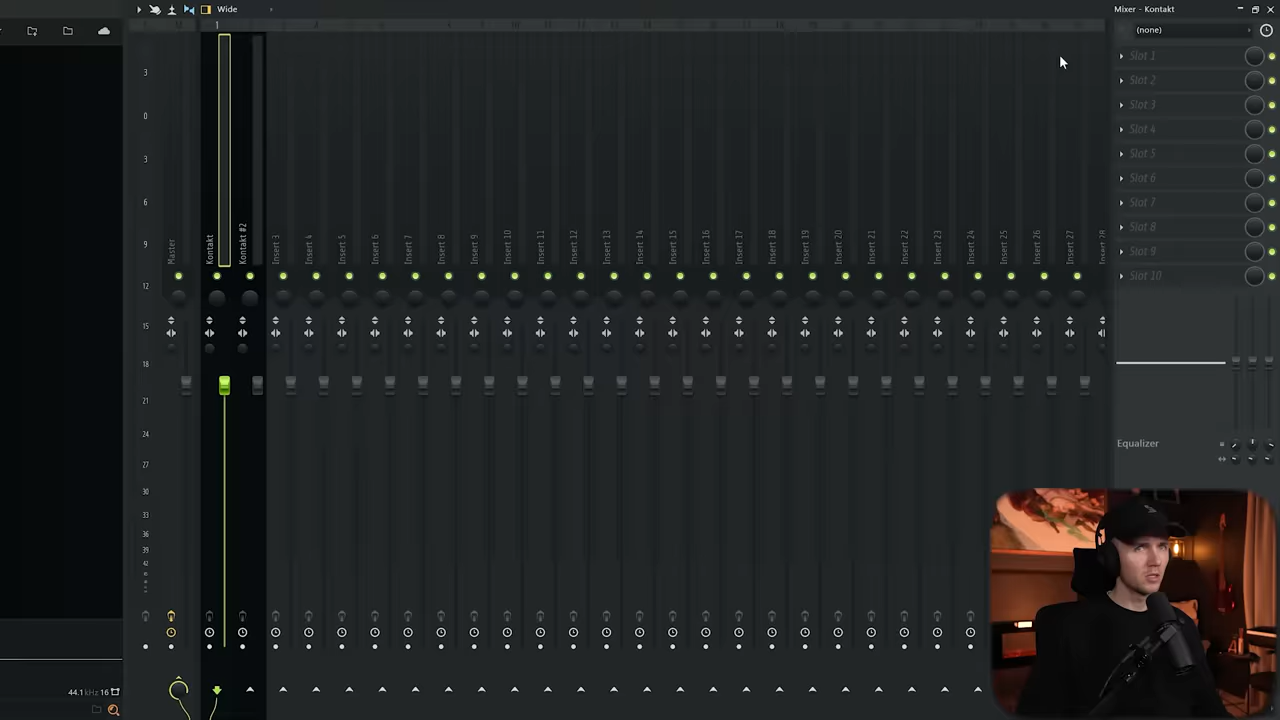 Wide
Mixer - Kontakt
1
(none)
Slot 1
Slot 2
Slot 3
Slot 4
Slot 5
Slot 6
Slot 7
Slot 8
Slot 9
Slot 10
3
0
3
6
9
12
15
18
21
24
27
30
33
36
39
42
Master
Kontakt
Kontakt #2
Insert 3
Insert 4
Insert 5
Insert 6
Insert 7
Insert 8
Insert 9
Insert 10
Insert 11
Insert 12
Insert 13
Insert 14
Insert 15
Insert 16
Insert 17
Insert 18
Insert 19
Insert 20
Insert 21
Insert 22
Insert 23
Insert 24
Insert 25
Insert 26
Insert 27
Equalizer
44.1 kHz 16